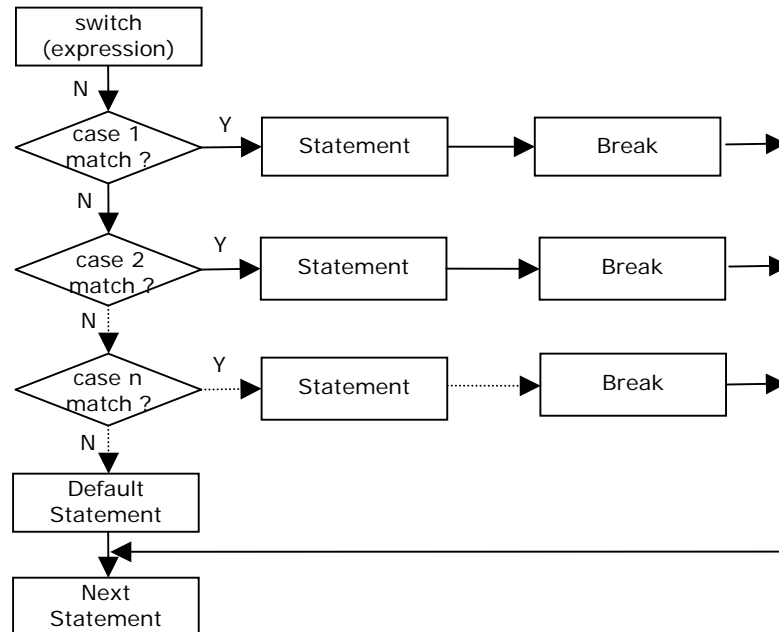 switch
(expression)
N
case 1
match ?
Y
Statement
Break
N
case 2
match ?
Y
Statement
Break
N
case n
match ?
Y
Statement
Break
N
Default
Statement
Next
Statement